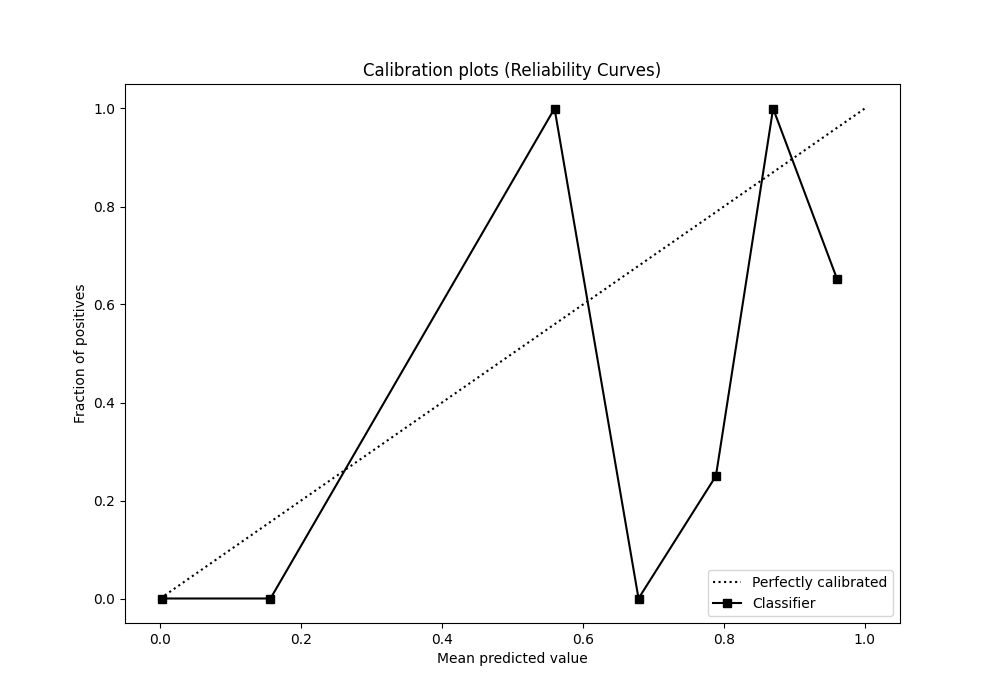 Calibration plots (Reliability Curves)
1.0
0.8
0.6
0.4
0.2
0.0
Fraction of positives
0.0 0.2 0.4 0.6 0.8 1.0
Mean predicted value
Perfectly calibrated
Classifier